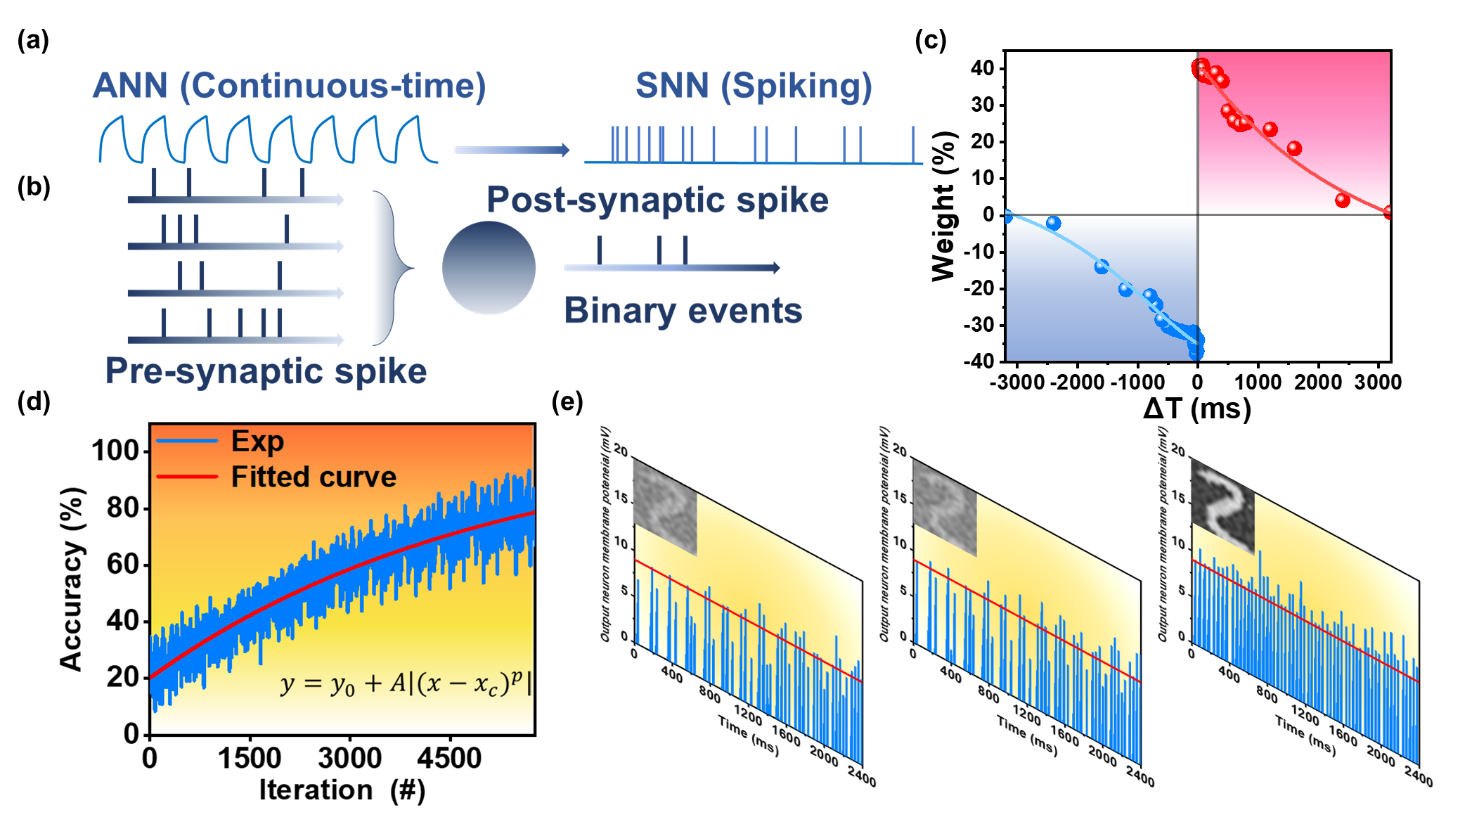 (a)
ANN (Continuous-time)
SNN (Spiking)
(b)
Post-synaptic spike
Binary events
Pre-synaptic spike
(c)
Weight (%)
40
30
20
10
0
-10
-20
-30
-40
-3000 -2000 -1000 0 1000 2000 3000
ΔT (ms)
(d)
Accuracy (%)
100
80
60
40
20
0
Exp
Fitted curve
y = y₀ + A|(x − x_c)^p|
0 1500 3000 4500
Iteration (#)
(e)
Output neuron membrane poteneial (mV)
20
15
10
5
0
0 400 800 1200 1600 2000 2400
Time (ms)
Output neuron membrane poteneial (mV)
20
15
10
5
0
0 400 800 1200 1600 2000 2400
Time (ms)
Output neuron membrane poteneial (mV)
20
15
10
5
0
0 400 800 1200 1600 2000 2400
Time (ms)